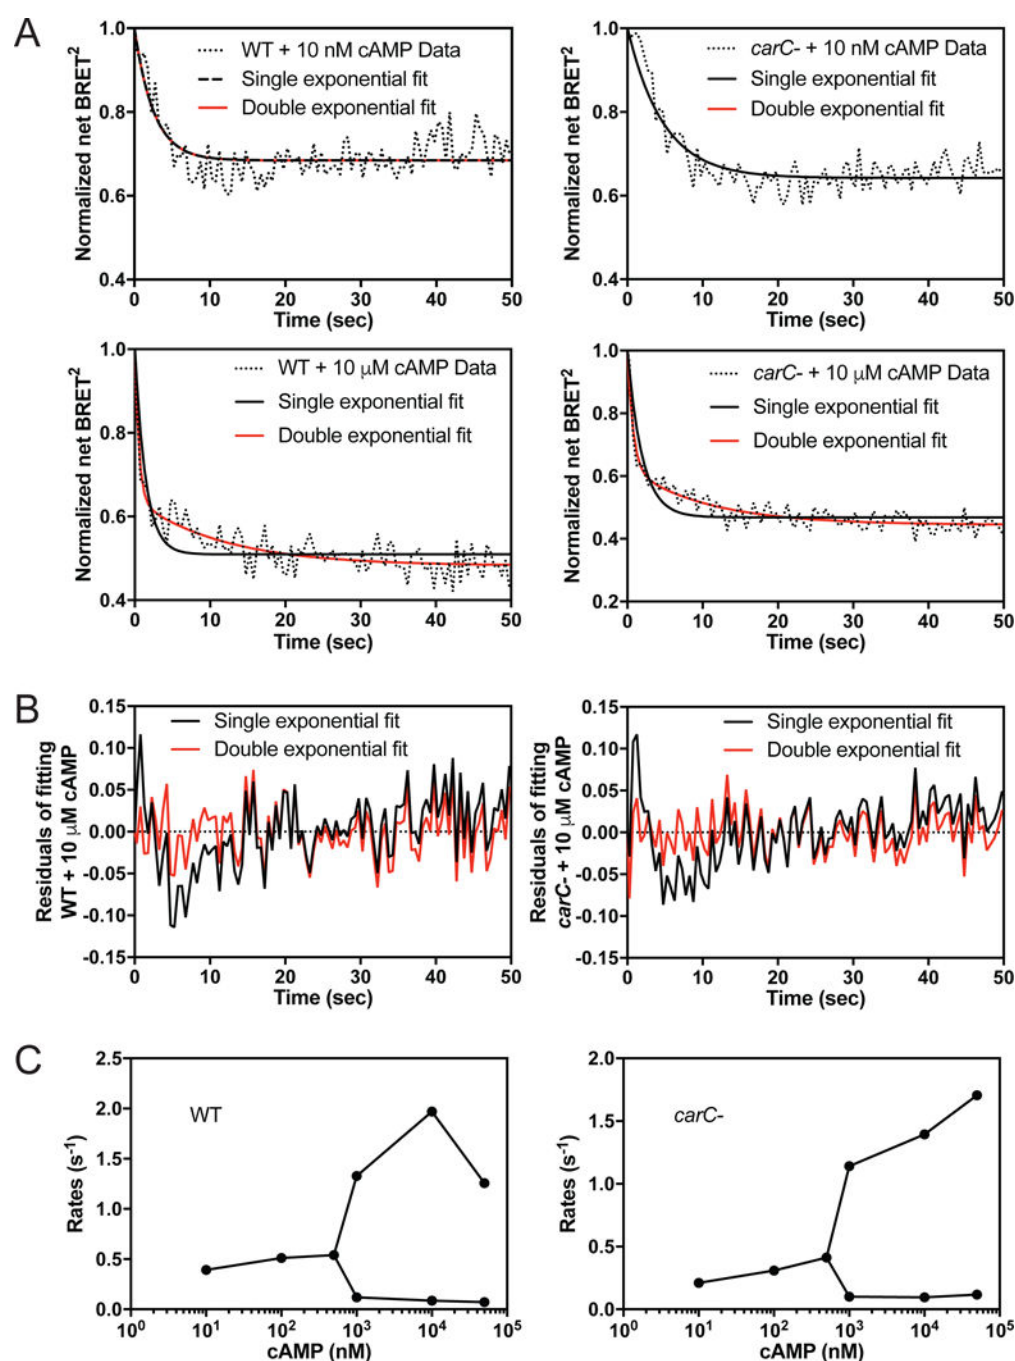 A
Normalized net BRET²
1.0
0.8
0.6
0.4
WT + 10 nM cAMP Data
Single exponential fit
Double exponential fit
0 10 20 30 40 50
Time (sec)
Normalized net BRET²
1.0
0.8
0.6
0.4
carC- + 10 nM cAMP Data
Single exponential fit
Double exponential fit
0 10 20 30 40 50
Time (sec)
Normalized net BRET²
1.0
0.8
0.6
0.4
WT + 10 μM cAMP Data
Single exponential fit
Double exponential fit
0 10 20 30 40 50
Time (sec)
Normalized net BRET²
1.0
0.8
0.6
0.4
0.2
carC- + 10 μM cAMP Data
Single exponential fit
Double exponential fit
0 10 20 30 40 50
Time (sec)
B
Residuals of fitting
WT + 10 μM cAMP
0.15
0.10
0.05
0.00
-0.05
-0.10
-0.15
Single exponential fit
Double exponential fit
0 10 20 30 40 50
Time (sec)
Residuals of fitting
carC- + 10 μM cAMP
0.15
0.10
0.05
0.00
-0.05
-0.10
-0.15
Single exponential fit
Double exponential fit
0 10 20 30 40 50
Time (sec)
C
Rates (s⁻¹)
2.5
2.0
1.5
1.0
0.5
0.0
WT
10⁰ 10¹ 10² 10³ 10⁴ 10⁵
cAMP (nM)
Rates (s⁻¹)
2.0
1.5
1.0
0.5
0.0
carC-
10⁰ 10¹ 10² 10³ 10⁴ 10⁵
cAMP (nM)